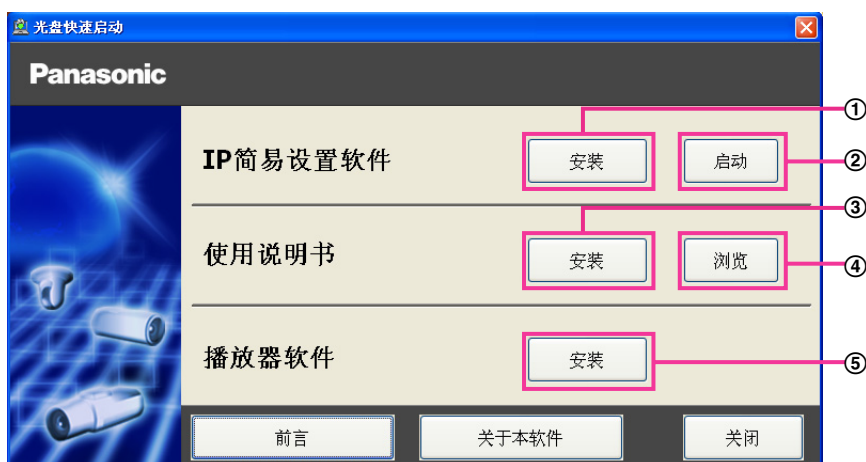 光盘快速启动
Panasonic
①
IP简易设置软件 安装 启动 ②
③
使用说明书 安装 浏览 ④
播放器软件 安装 ⑤
前言 关于本软件 关闭